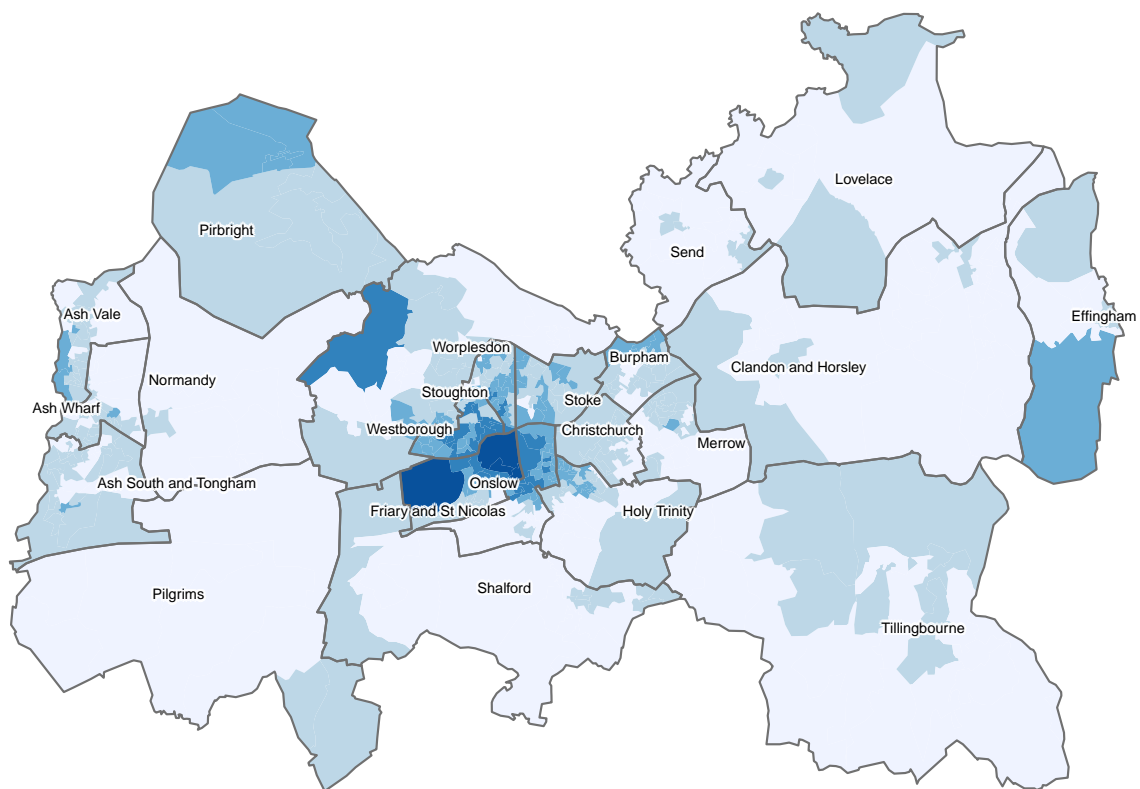 Lovelace
Pirbright
Send
Ash Vale
Effingham
Worplesdon
Burpham
Clandon and Horsley
Normandy
Stoughton
Stoke
Ash Wharf
Westborough
Christchurch
Merrow
Ash South and Tongham
Onslow
Friary and St Nicolas
Holy Trinity
Shalford
Pilgrims
Tillingbourne